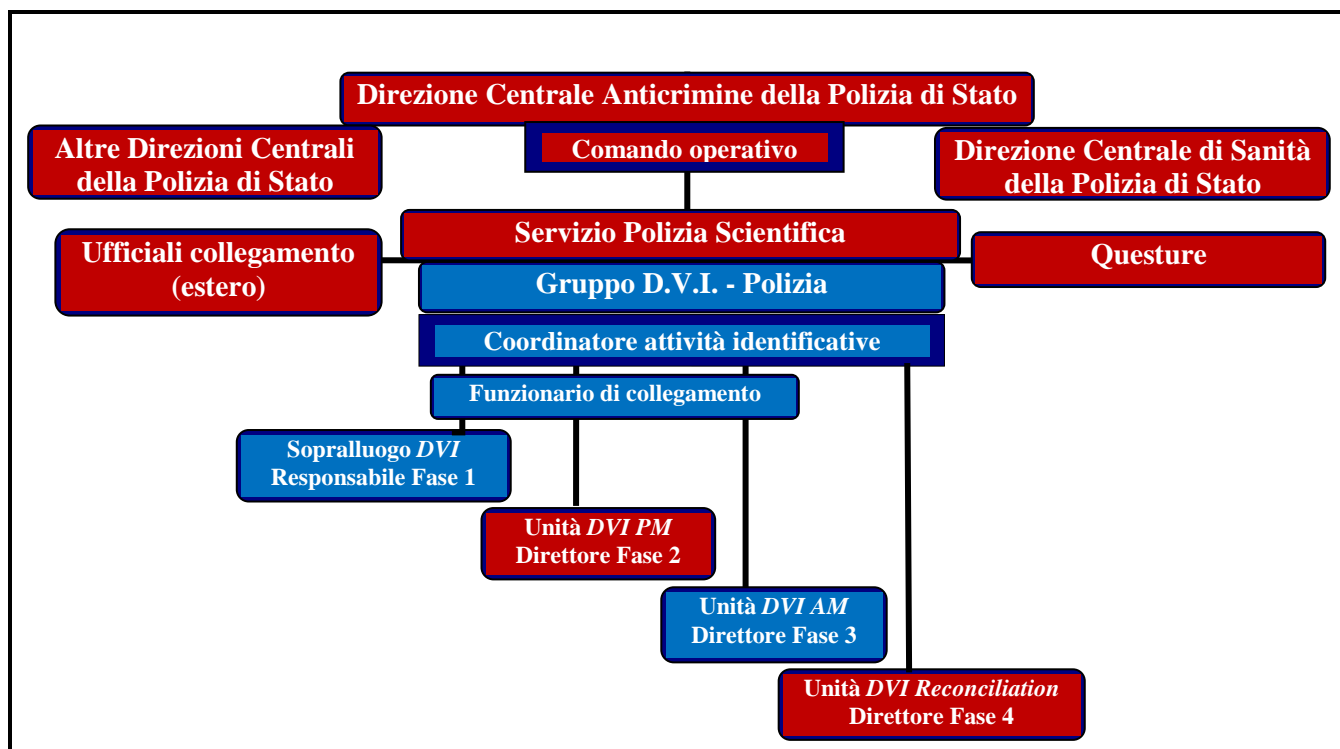 Direzione Centrale Anticrimine della Polizia di Stato
Altre Direzioni Centrali
della Polizia di Stato
Comando operativo
Direzione Centrale di Sanità
della Polizia di Stato
Servizio Polizia Scientifica
Ufficiali collegamento
(estero)
Questure
Gruppo D.V.I. - Polizia
Coordinatore attività identificative
Funzionario di collegamento
Sopralluogo DVI
Responsabile Fase 1
Unità DVI PM
Direttore Fase 2
Unità DVI AM
Direttore Fase 3
Unità DVI Reconciliation
Direttore Fase 4